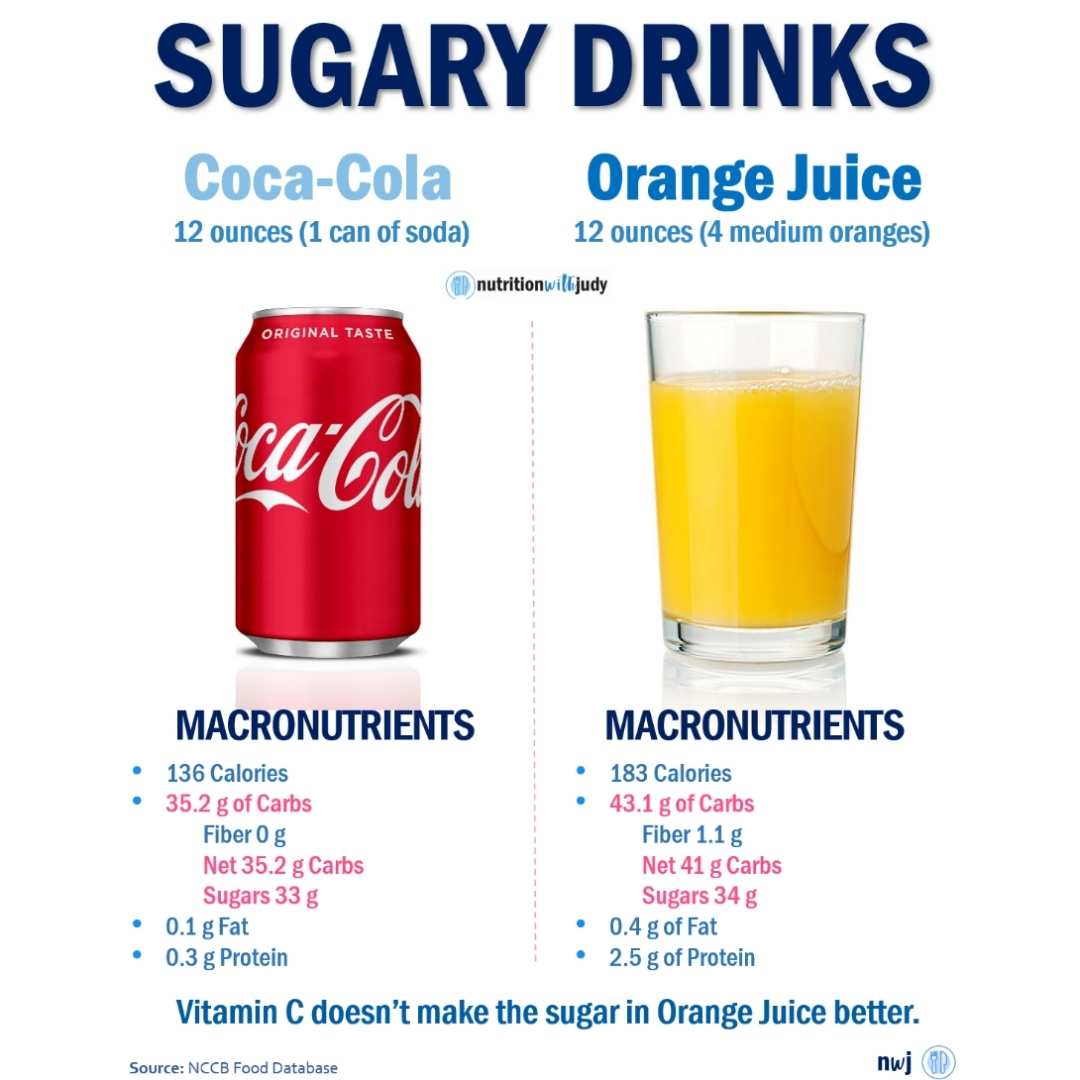 SUGARY DRINKS
Coca-Cola
12 ounces (1 can of soda)
Orange Juice
12 ounces (4 medium oranges)
nutritionwithjudy
ORIGINAL TASTE
Coca-Cola
MACRONUTRIENTS
• 136 Calories
• 35.2 g of Carbs
Fiber 0 g
Net 35.2 g Carbs
Sugars 33 g
• 0.1 g Fat
• 0.3 g Protein
MACRONUTRIENTS
• 183 Calories
• 43.1 g of Carbs
Fiber 1.1 g
Net 41 g Carbs
Sugars 34 g
• 0.4 g of Fat
• 2.5 g of Protein
Vitamin C doesn't make the sugar in Orange Juice better.
Source: NCCB Food Database
nwj